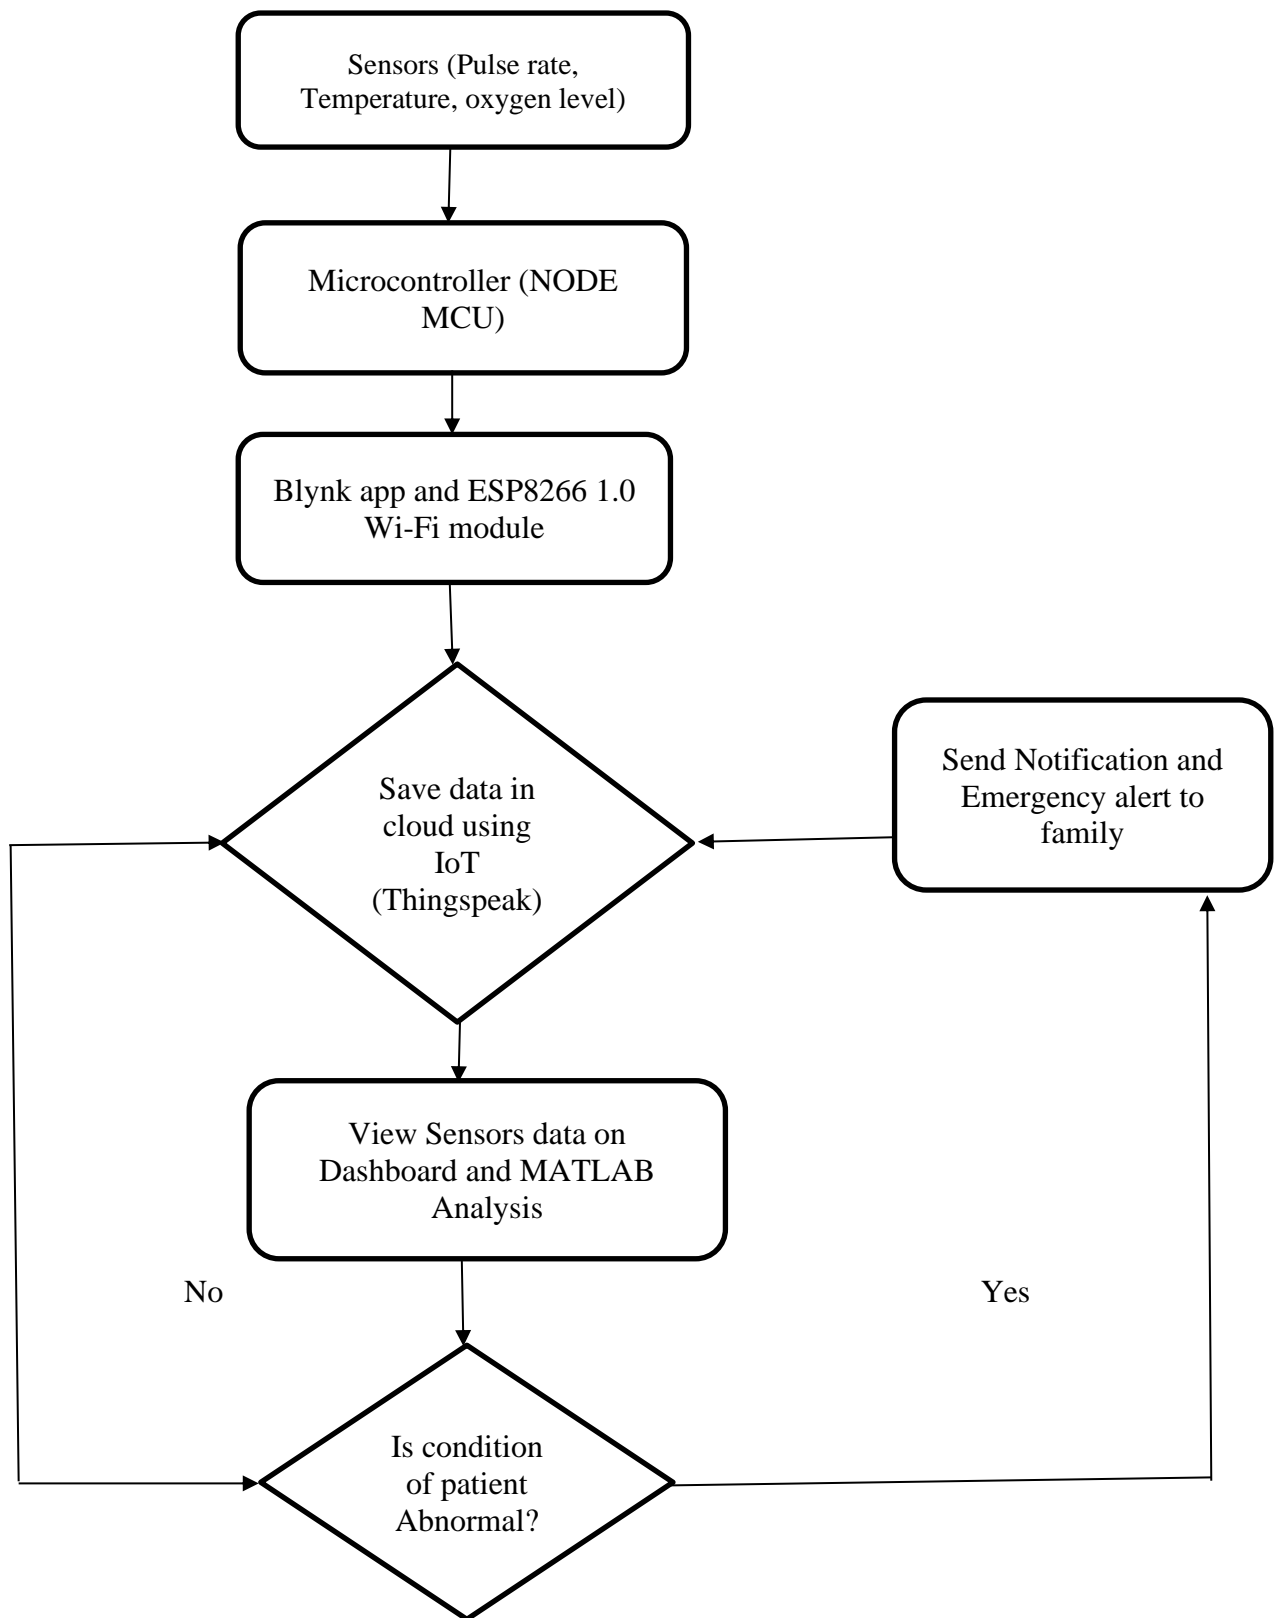 Sensors (Pulse rate,
Temperature, oxygen level)
Microcontroller (NODE
MCU)
Blynk app and ESP8266 1.0
Wi-Fi module
Save data in
cloud using
IoT
(Thingspeak)
Send Notification and
Emergency alert to
family
View Sensors data on
Dashboard and MATLAB
Analysis
No
Yes
Is condition
of patient
Abnormal?